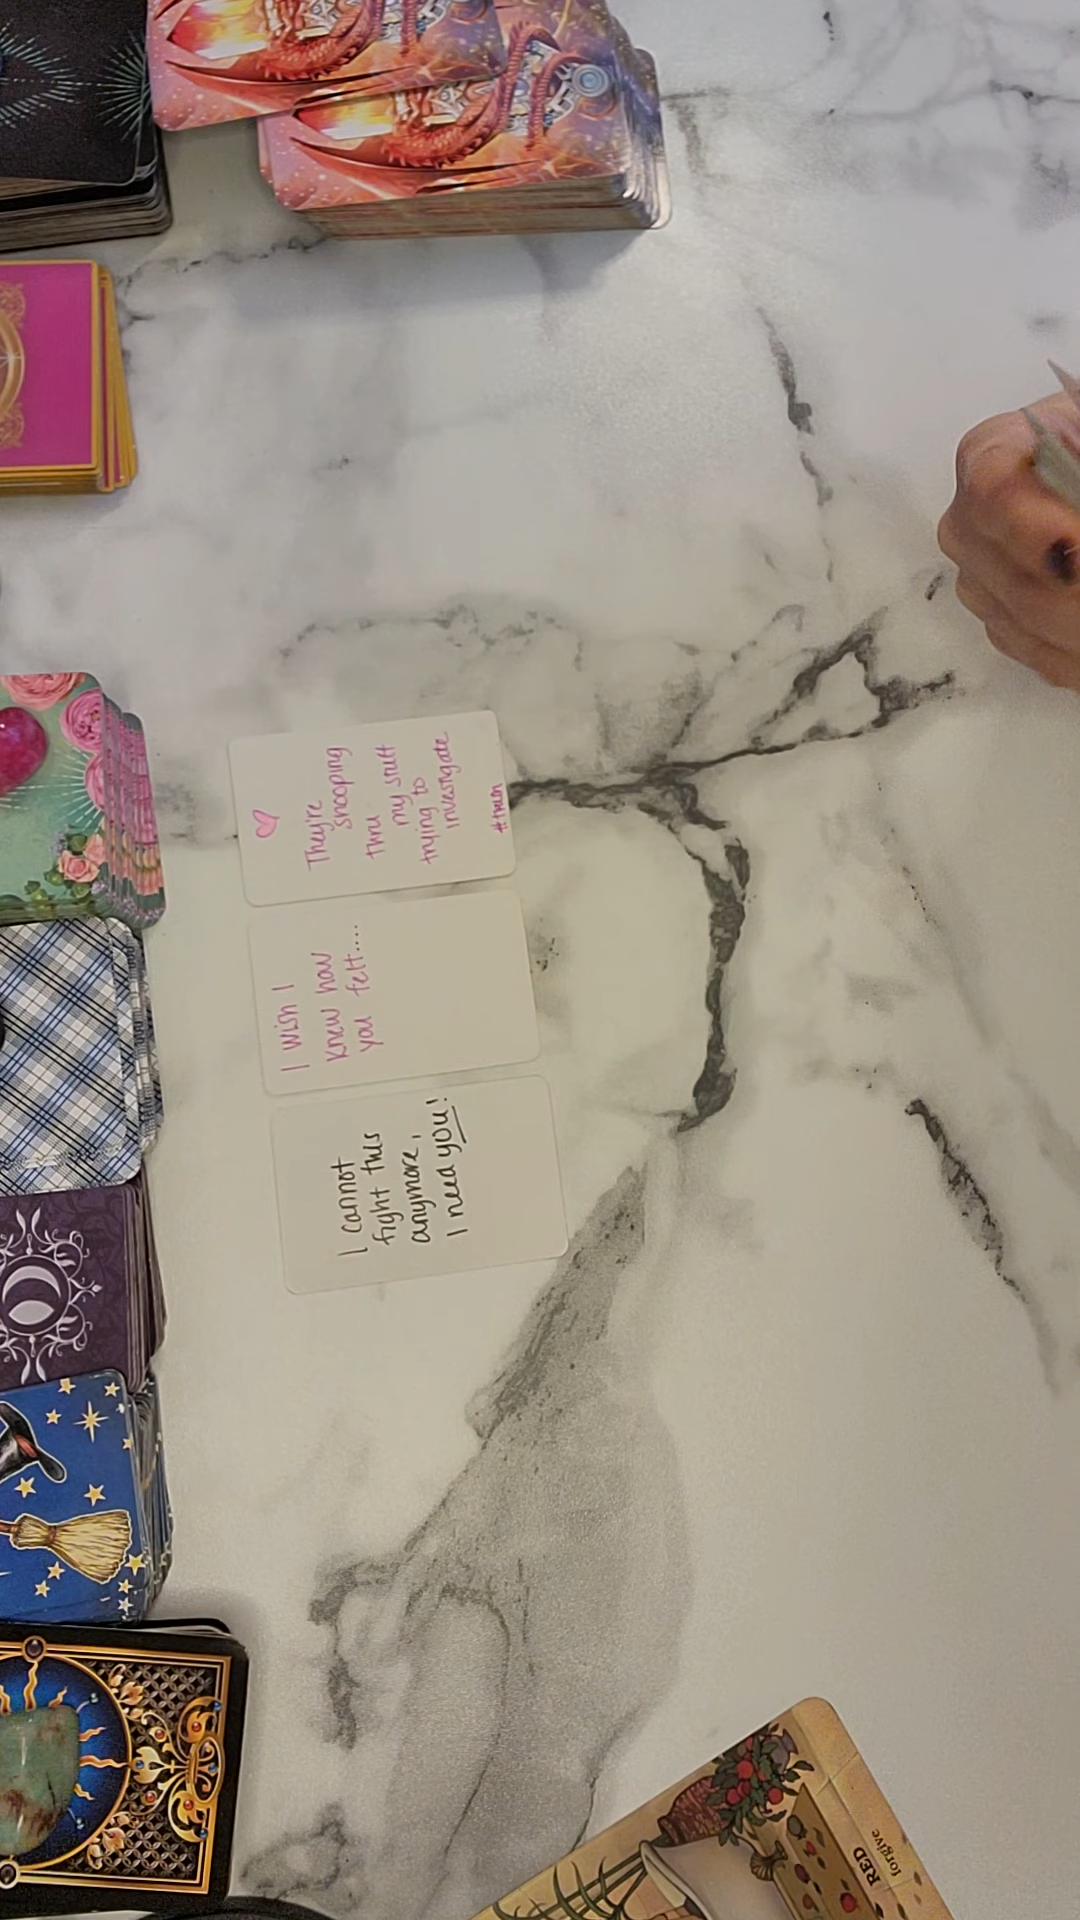 They're
snooping
thru
my stuff
trying to
investigate
I wish I
knew how
you felt....
I cannot
fight this
anymore,
I need you!
RED
forgive